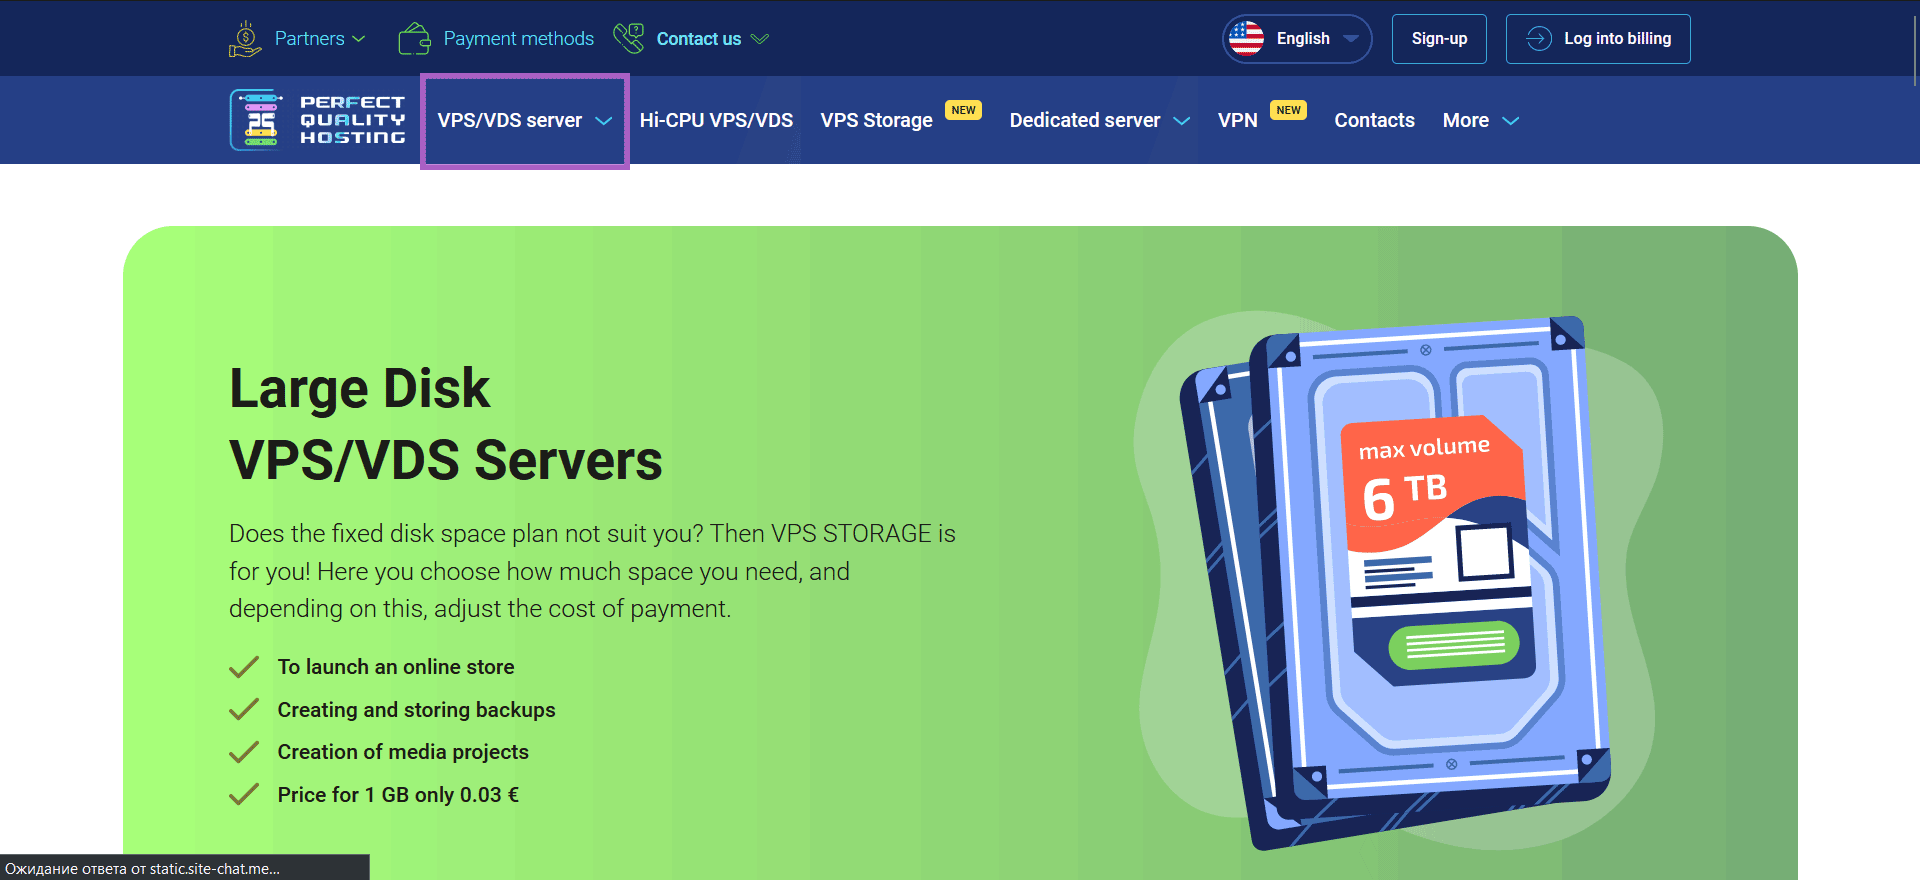 Partners
Payment methods
Contact us
English
Sign-up
Log into billing
PERFECT
QUALITY
HOSTING
25
VPS/VDS server
Hi-CPU VPS/VDS
VPS Storage
NEW
Dedicated server
VPN
NEW
Contacts
More
Large Disk
VPS/VDS Servers
Does the fixed disk space plan not suit you? Then VPS STORAGE is
for you! Here you choose how much space you need, and
depending on this, adjust the cost of payment.
To launch an online store
Creating and storing backups
Creation of media projects
Price for 1 GB only 0.03 €
max volume
6 TB
Ожидание ответа от static.site-chat.me...